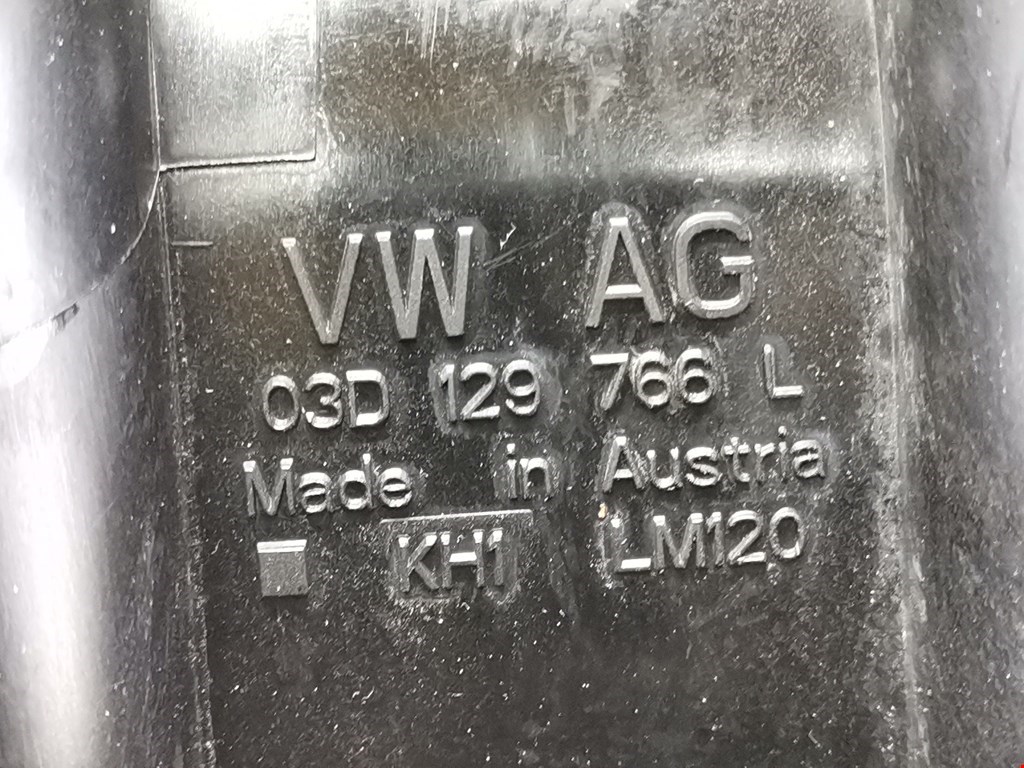 VW AG
03D 129 766 L
Made in Austria
KH1 LM120